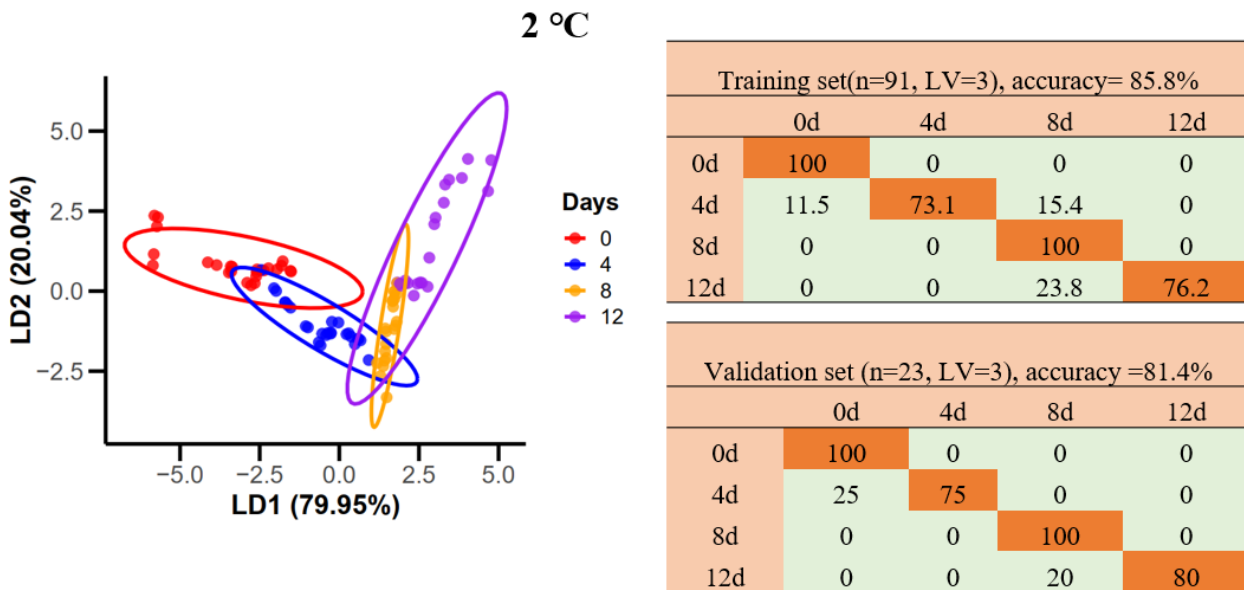 2 °C
5.0
2.5
0.0
−2.5
LD2 (20.04%)
−5.0 −2.5 0.0 2.5 5.0
LD1 (79.95%)
Days
0
4
8
12
Training set(n=91, LV=3), accuracy= 85.8%
0d 4d 8d 12d
0d 100 0 0 0
4d 11.5 73.1 15.4 0
8d 0 0 100 0
12d 0 0 23.8 76.2
Validation set (n=23, LV=3), accuracy =81.4%
0d 4d 8d 12d
0d 100 0 0 0
4d 25 75 0 0
8d 0 0 100 0
12d 0 0 20 80